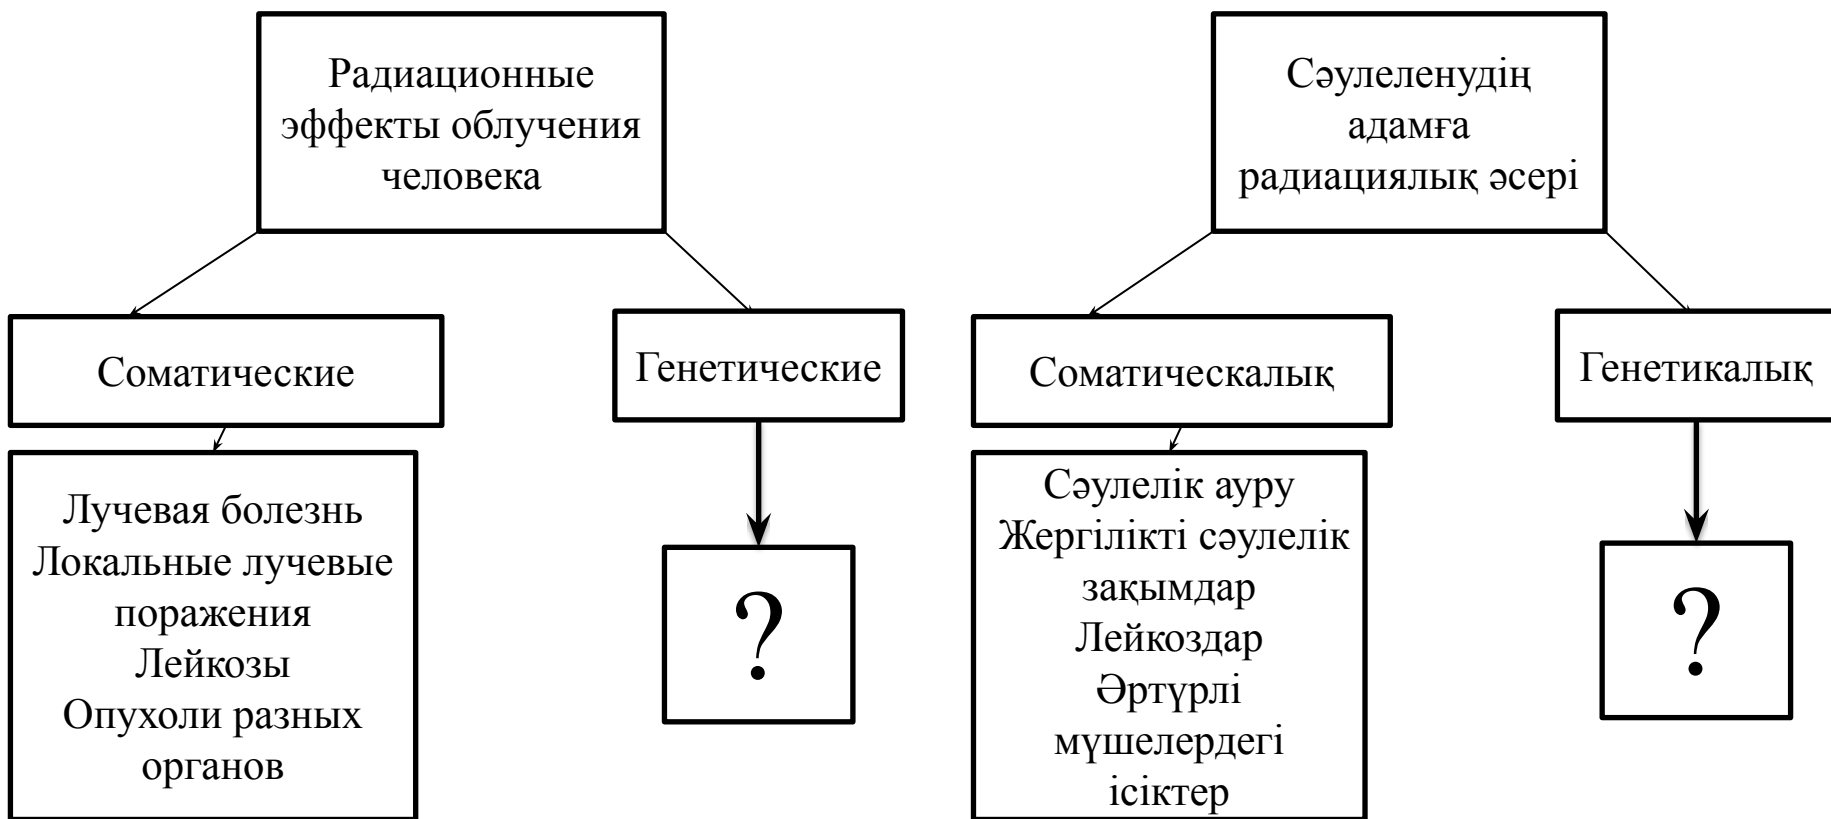 Радиационные
эффекты облучения
человека
Соматические
Генетические
Лучевая болезнь
Локальные лучевые
поражения
Лейкозы
Опухоли разных
органов
?
Сәулеленудің
адамға
радиациялық әсері
Соматическалық
Генетикалық
Сәулелік ауру
Жергілікті сәулелік
зақымдар
Лейкоздар
Әртүрлі
мүшелердегі
ісіктер
?